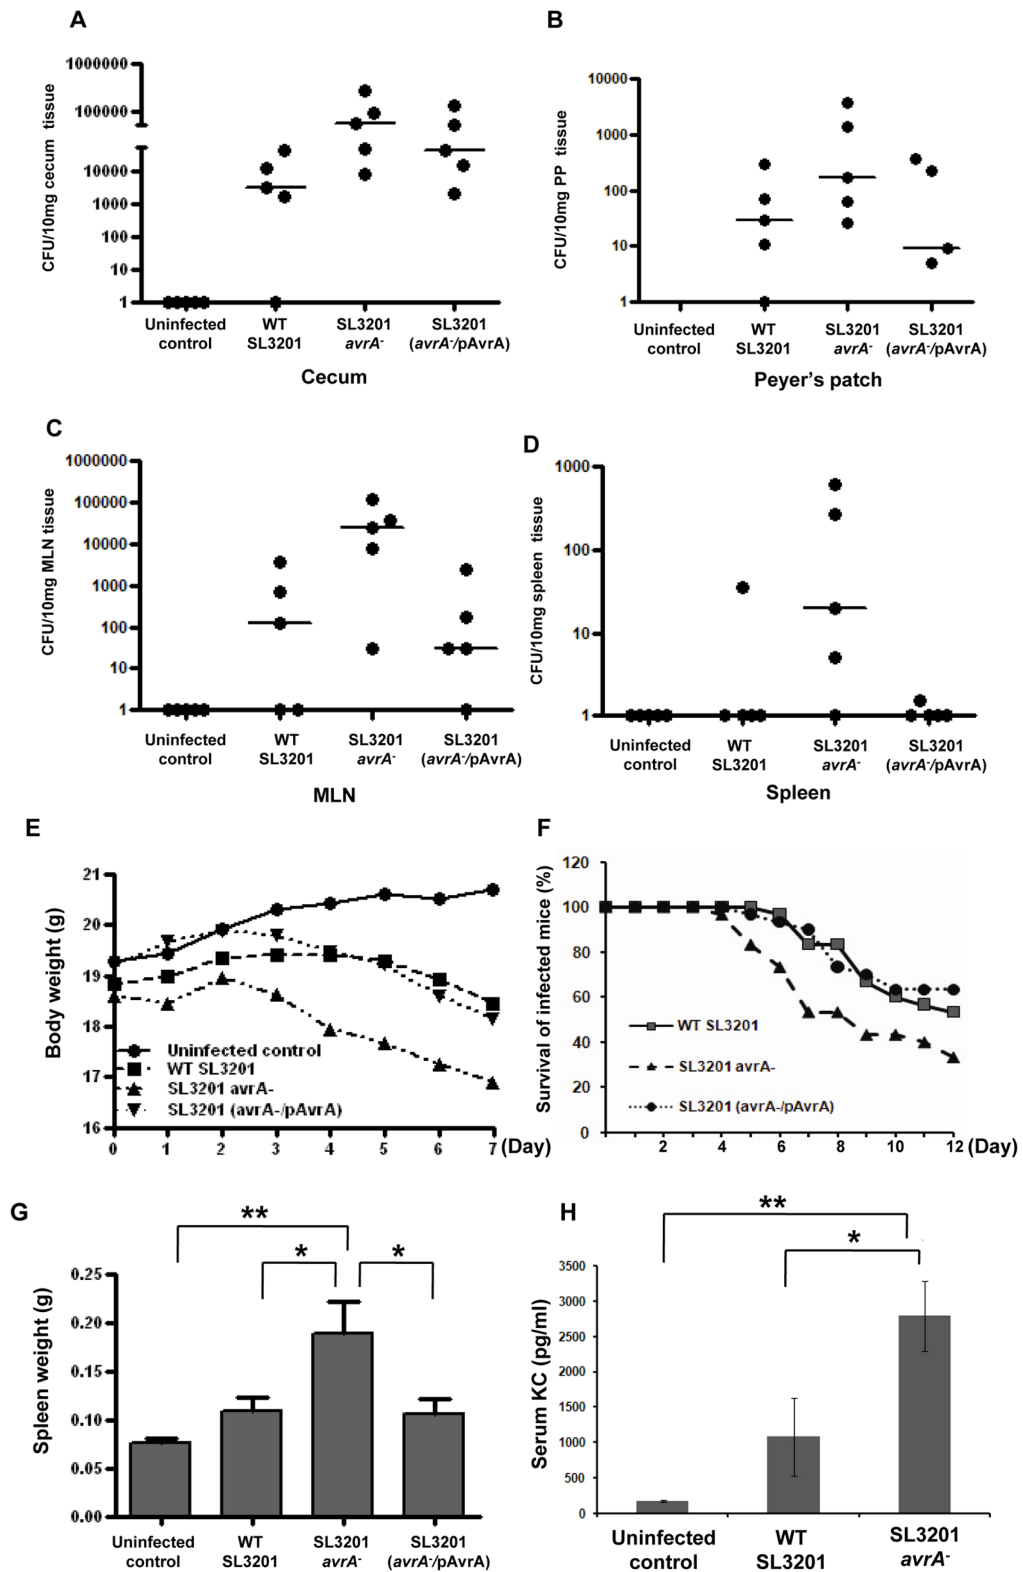 A
CFU/10mg cecum tissue
1000000
100000
10000
1000
100
10
1
Uninfected control
WT SL3201
SL3201 avrA-
SL3201 (avrA-/pAvrA)
Cecum
B
CFU/10mg PP tissue
10000
1000
100
10
1
Uninfected control
WT SL3201
SL3201 avrA-
SL3201 (avrA-/pAvrA)
Peyer's patch
C
CFU/10mg MLN tissue
1000000
100000
10000
1000
100
10
1
Uninfected control
WT SL3201
SL3201 avrA-
SL3201 (avrA-/pAvrA)
MLN
D
CFU/10mg spleen tissue
1000
100
10
1
Uninfected control
WT SL3201
SL3201 avrA-
SL3201 (avrA-/pAvrA)
Spleen
E
Body weight (g)
21
20
19
18
17
16
Uninfected control
WT SL3201
SL3201 avrA-
SL3201 (avrA-/pAvrA)
0 1 2 3 4 5 6 7 (Day)
F
Survival of infected mice (%)
120
100
80
60
40
20
0
WT SL3201
SL3201 avrA-
SL3201 (avrA-/pAvrA)
2 4 6 8 10 12 (Day)
G
**
* *
Spleen weight (g)
0.25
0.20
0.15
0.10
0.05
0.00
Uninfected control
WT SL3201
SL3201 avrA-
SL3201 (avrA-/pAvrA)
H
**
*
Serum KC (pg/ml)
3500
3000
2500
2000
1500
1000
500
0
Uninfected control
WT SL3201
SL3201 avrA-